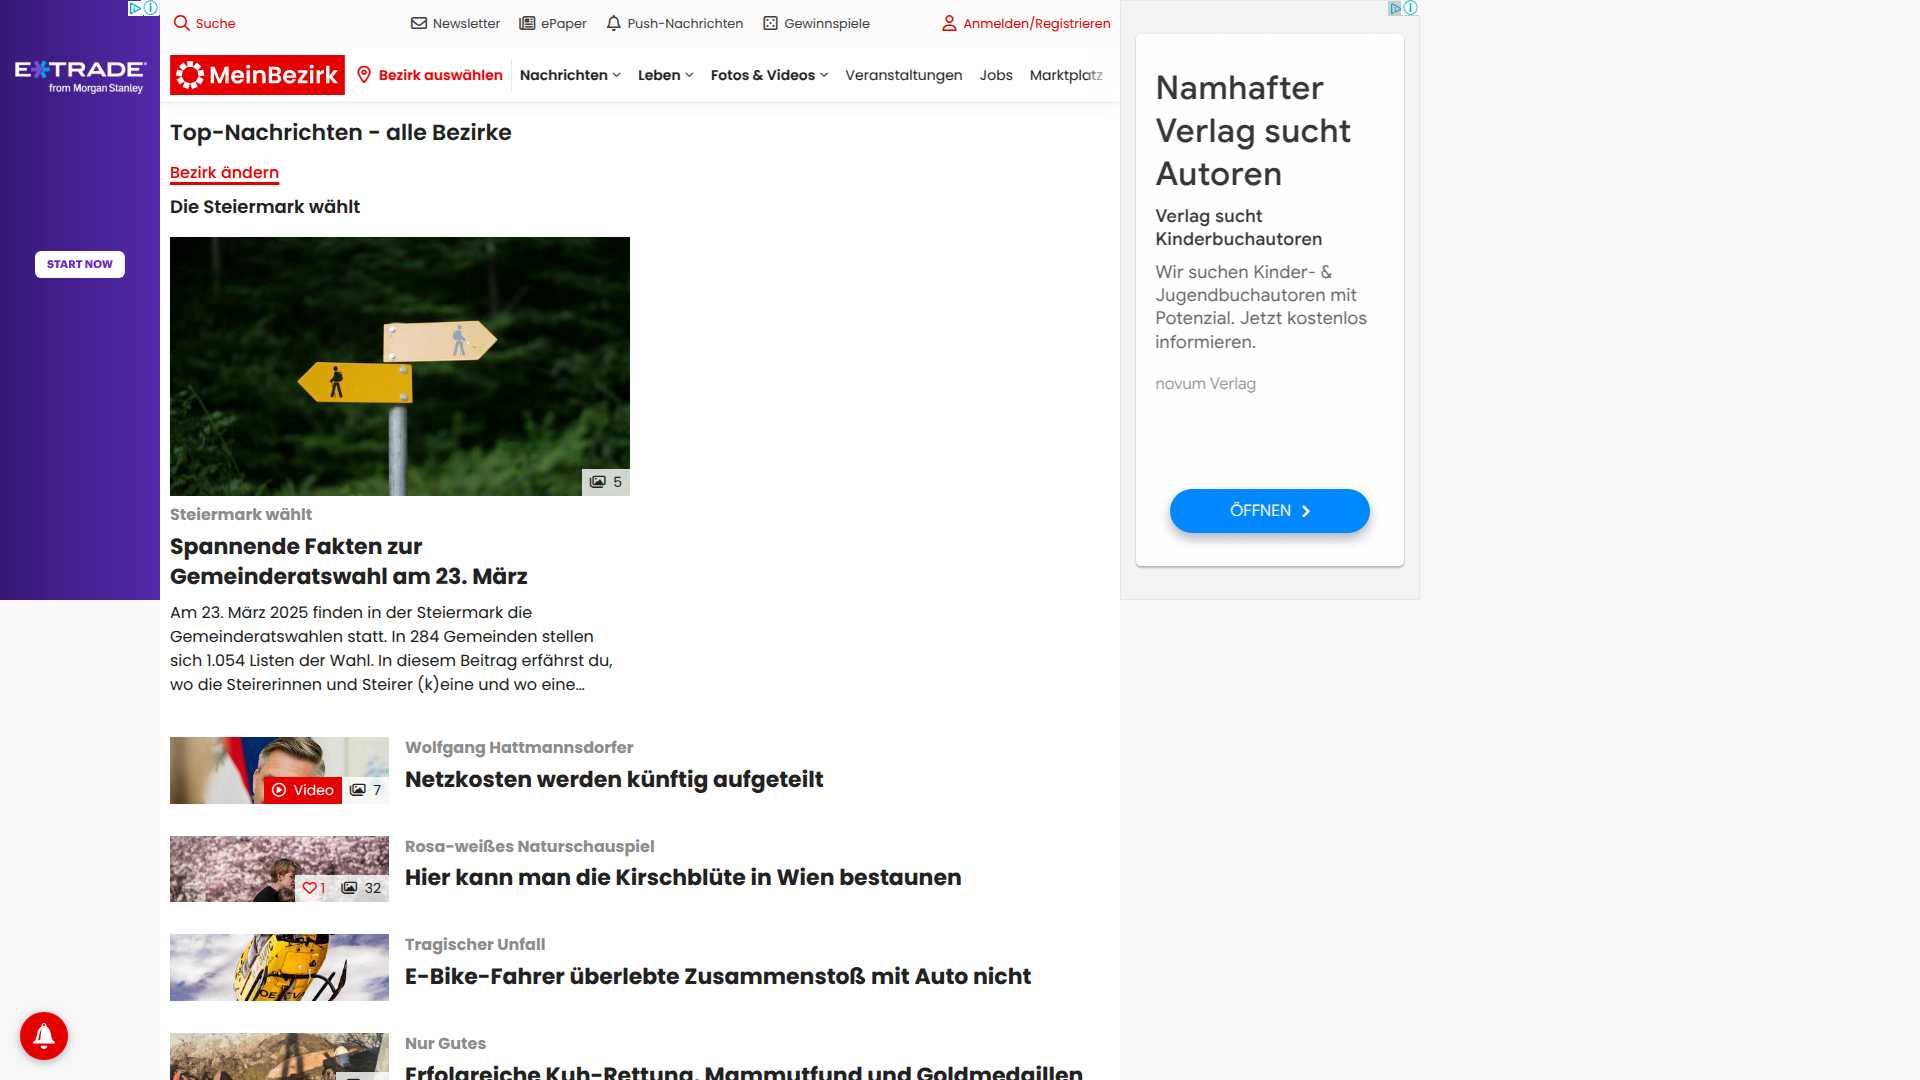 E*TRADE
from Morgan Stanley
START NOW
Suche
Newsletter
ePaper
Push-Nachrichten
Gewinnspiele
Anmelden/Registrieren
MeinBezirk
Bezirk auswählen
Nachrichten
Leben
Fotos & Videos
Veranstaltungen
Jobs
Marktplatz
Top-Nachrichten - alle Bezirke
Bezirk ändern
Die Steiermark wählt
5
Steiermark wählt
Spannende Fakten zur
Gemeinderatswahl am 23. März
Am 23. März 2025 finden in der Steiermark die
Gemeinderatswahlen statt. In 284 Gemeinden stellen
sich 1.054 Listen der Wahl. In diesem Beitrag erfährst du,
wo die Steirerinnen und Steirer (k)eine und wo eine...
Video
7
Wolfgang Hattmannsdorfer
Netzkosten werden künftig aufgeteilt
1
32
Rosa-weißes Naturschauspiel
Hier kann man die Kirschblüte in Wien bestaunen
Tragischer Unfall
E-Bike-Fahrer überlebte Zusammenstoß mit Auto nicht
Nur Gutes
Erfolgreiche Kuh-Rettung, Mammutfund und Goldmedaillen
Namhafter
Verlag sucht
Autoren
Verlag sucht
Kinderbuchautoren
Wir suchen Kinder- &
Jugendbuchautoren mit
Potenzial. Jetzt kostenlos
informieren.
novum Verlag
ÖFFNEN